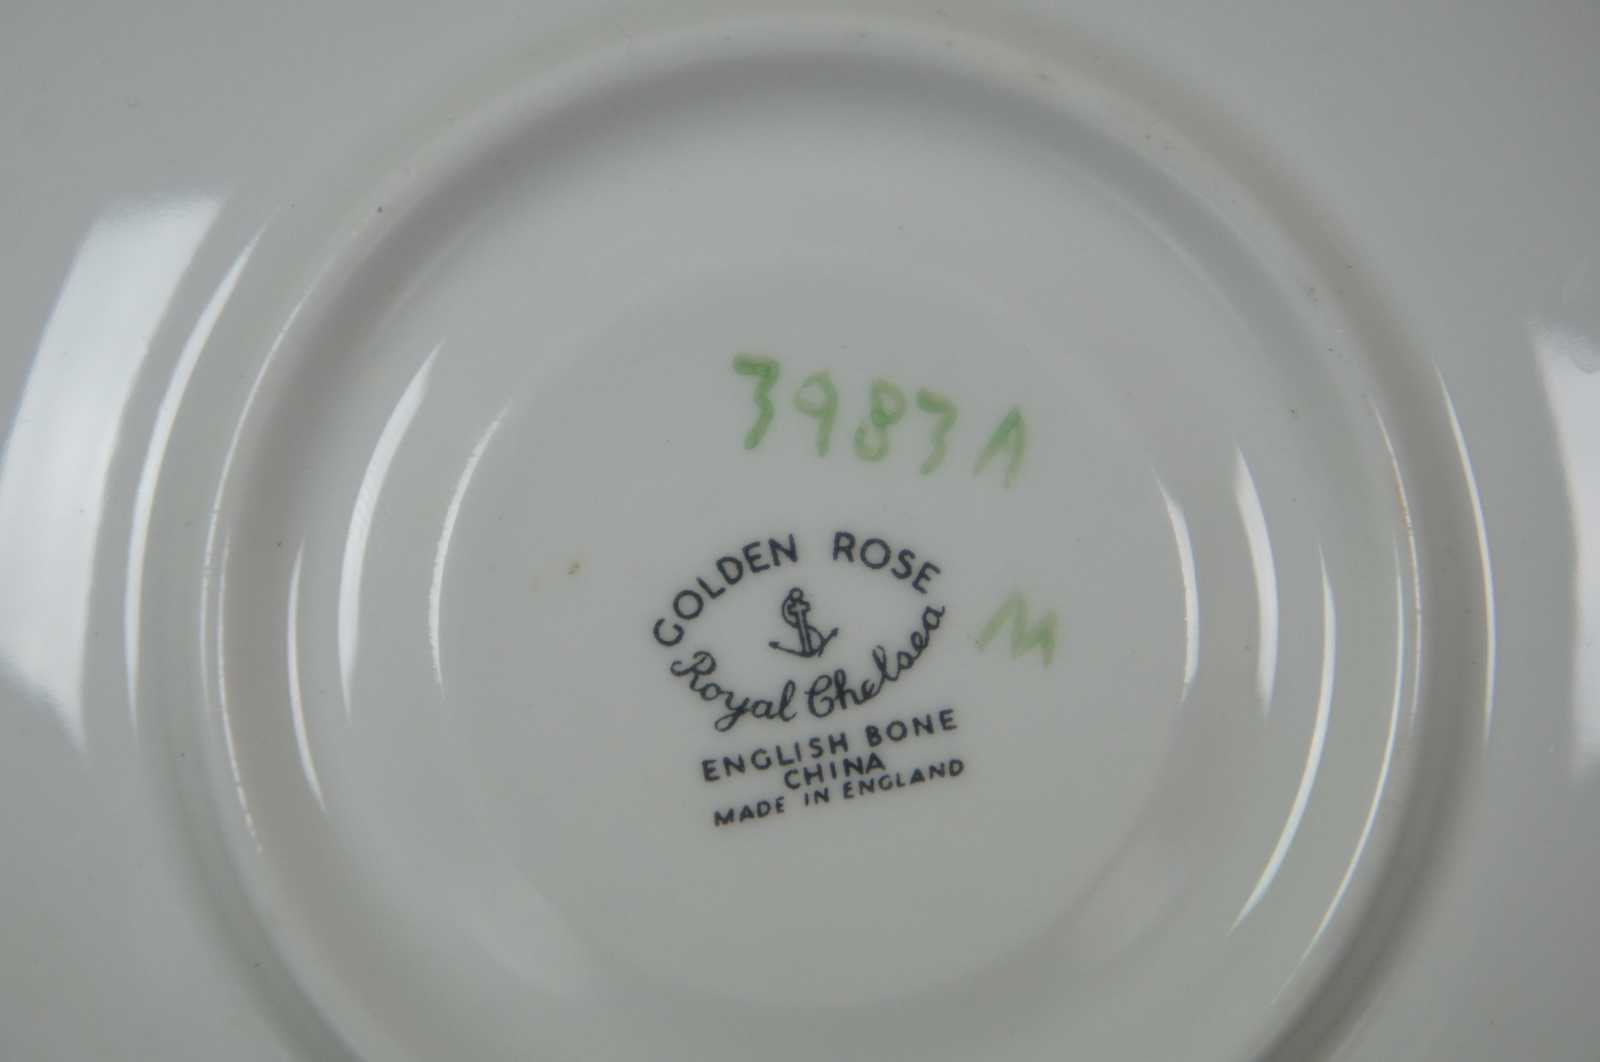 3983A
GOLDEN ROSE
M
Royal Chelsea
ENGLISH BONE
CHINA
MADE IN ENGLAND